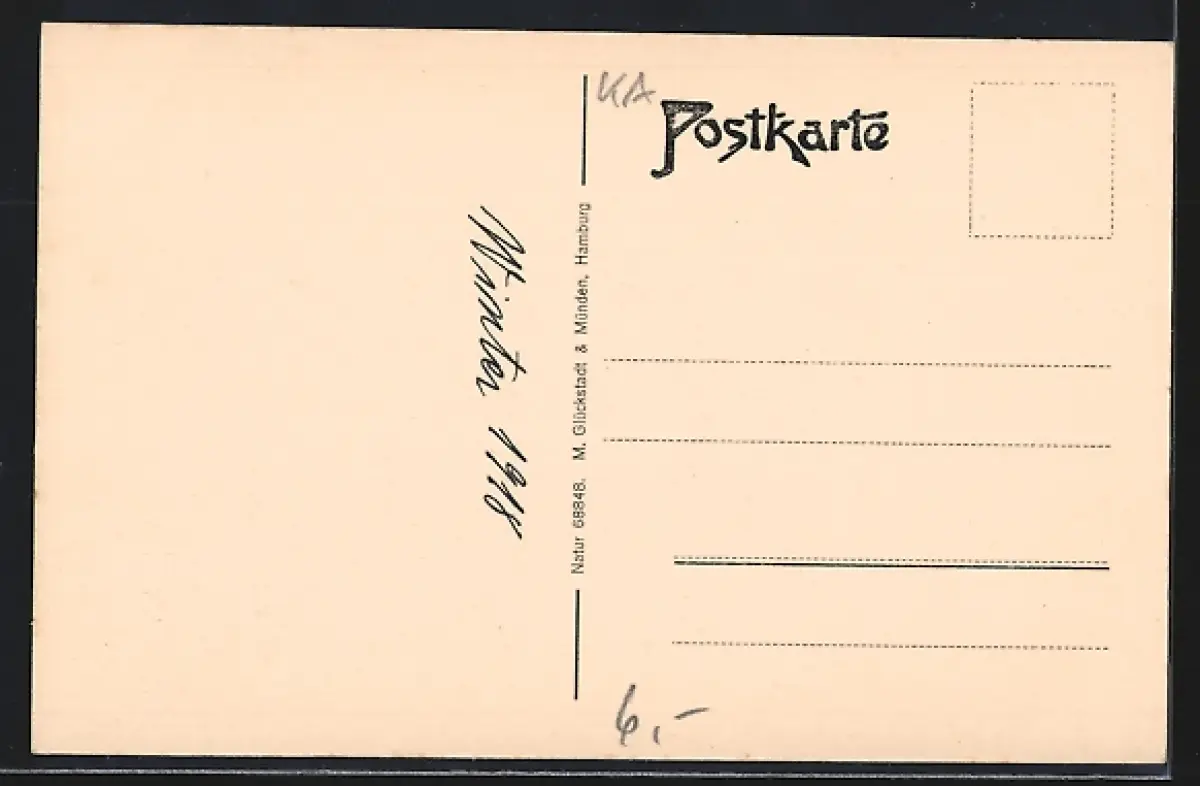 KA
Postkarte
Winter 1918
Natur 68848. M. Glückstadt & Münden, Hamburg
6,-